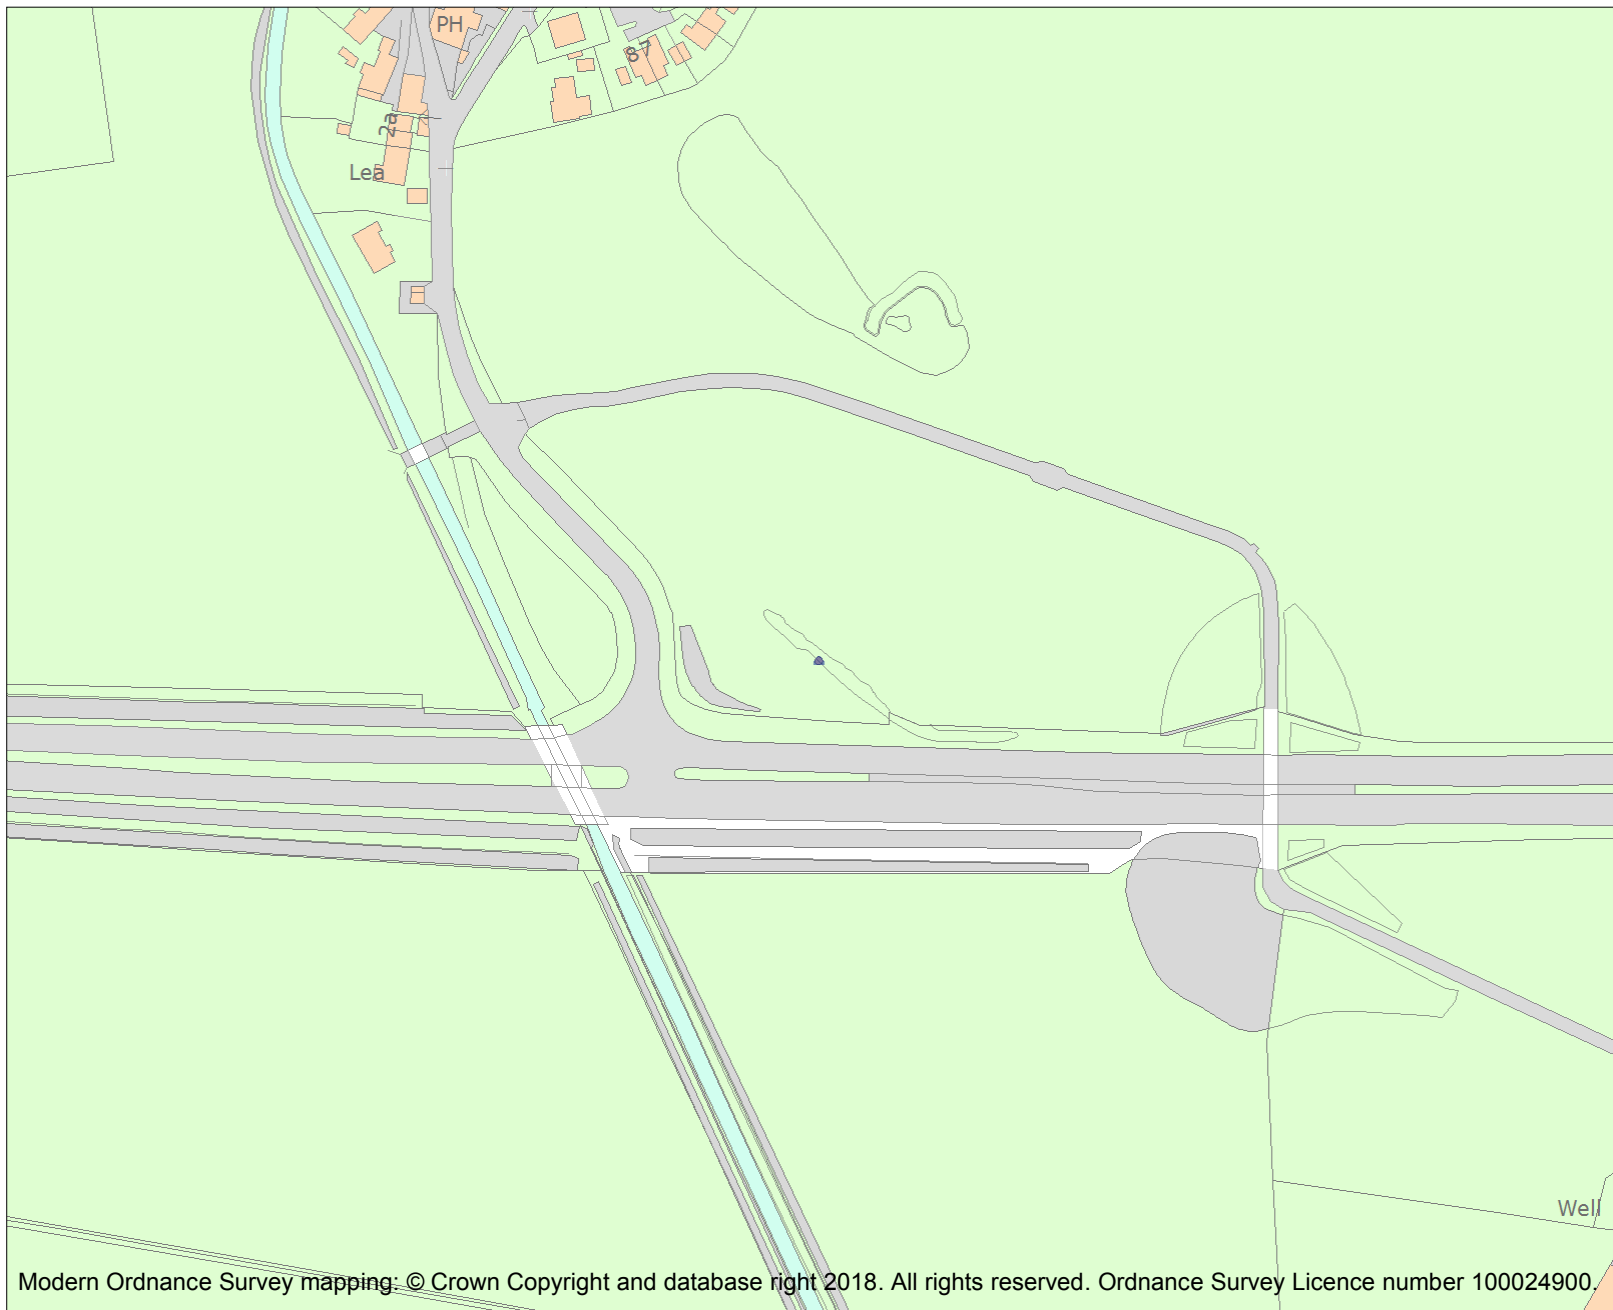 PH
87
2a
Lea
Well
Modern Ordnance Survey mapping: © Crown Copyright and database right 2018. All rights reserved. Ordnance Survey Licence number 100024900.